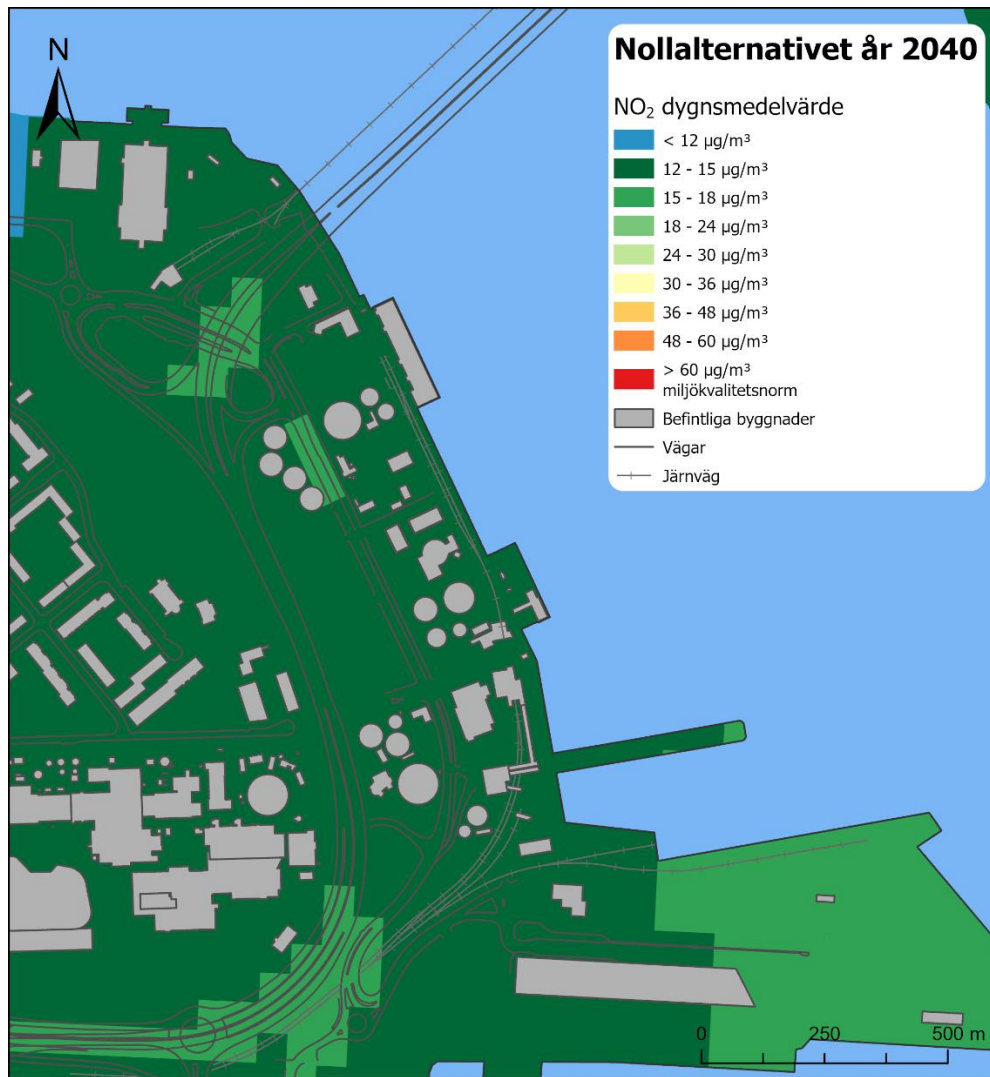 N
Nollalternativet år 2040
NO₂ dygnsmedelvärde
< 12 µg/m³
12 - 15 µg/m³
15 - 18 µg/m³
18 - 24 µg/m³
24 - 30 µg/m³
30 - 36 µg/m³
36 - 48 µg/m³
48 - 60 µg/m³
> 60 µg/m³
miljökvalitetsnorm
Befintliga byggnader
Vägar
Järnväg
0 250 500 m